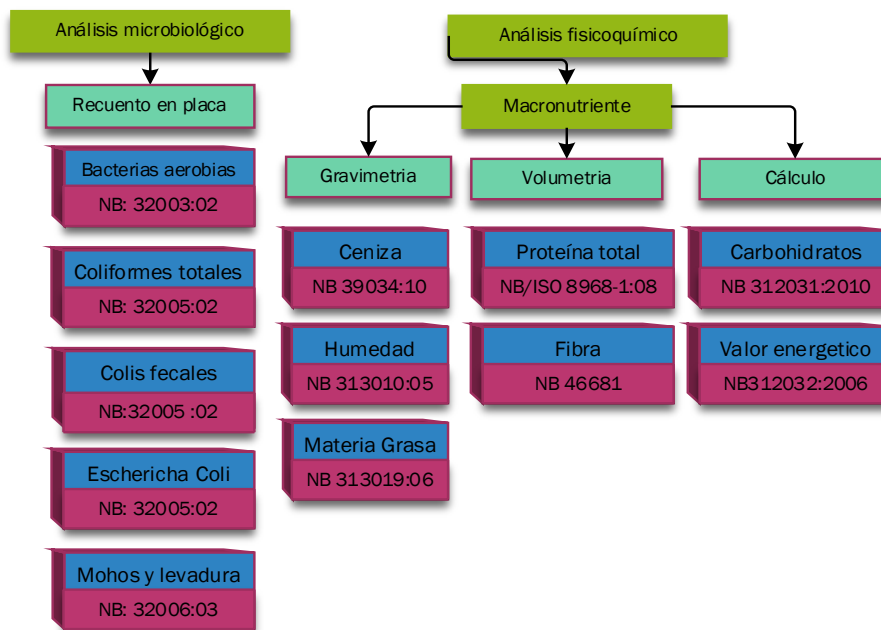 Análisis microbiológico
Recuento en placa
Bacterias aerobias
NB: 32003:02
Coliformes totales
NB: 32005:02
Colis fecales
NB:32005 :02
Eschericha Coli
NB: 32005:02
Mohos y levadura
NB: 32006:03
Análisis fisicoquímico
Macronutriente
Gravimetria
Ceniza
NB 39034:10
Humedad
NB 313010:05
Materia Grasa
NB 313019:06
Volumetria
Proteína total
NB/ISO 8968-1:08
Fibra
NB 46681
Cálculo
Carbohidratos
NB 312031:2010
Valor energetico
NB312032:2006